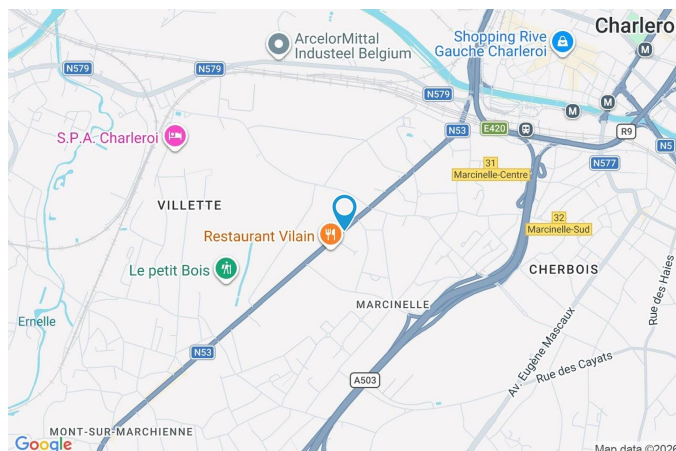 Charlero
ArcelorMittal
Industeel Belgium
Shopping Rive
Gauche Charleroi
M
N579
N579
N579
M
M
N53
E420
R9
N5
S.P.A. Charleroi
31
Marcinelle-Centre
N577
VILLETTE
32
Marcinelle-Sud
Restaurant Vilain
Le petit Bois
CHERBOIS
Rue des Haies
MARCINELLE
Ernelle
Av. Eugène Mascaux
N53
Rue des Cayats
A503
MONT-SUR-MARCHIENNE
Google
Map data ©2026